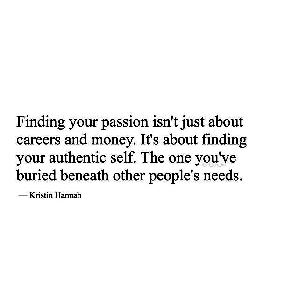 Finding your passion isn't just about
careers and money. It's about finding
your authentic self. The one you've
buried beneath other people's needs.
— Kristin Hannah